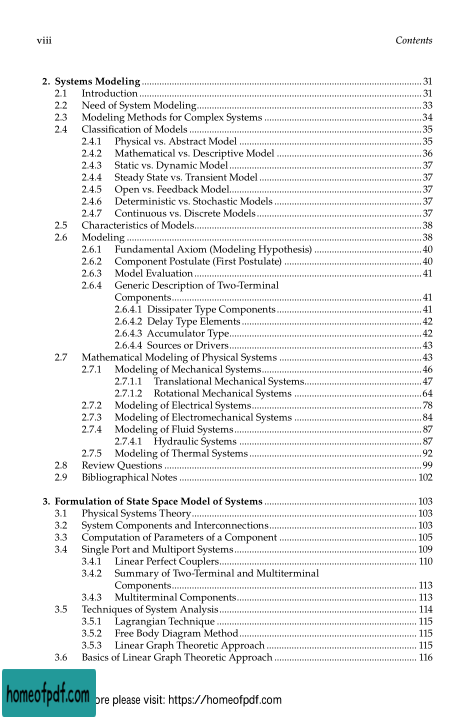 viii Contents
2. Systems Modeling 31
2.1 Introduction 31
2.2 Need of System Modeling 33
2.3 Modeling Methods for Complex Systems 34
2.4 Classification of Models 35
2.4.1 Physical vs. Abstract Model 35
2.4.2 Mathematical vs. Descriptive Model 36
2.4.3 Static vs. Dynamic Model 37
2.4.4 Steady State vs. Transient Model 37
2.4.5 Open vs. Feedback Model 37
2.4.6 Deterministic vs. Stochastic Models 37
2.4.7 Continuous vs. Discrete Models 37
2.5 Characteristics of Models 38
2.6 Modeling 38
2.6.1 Fundamental Axiom (Modeling Hypothesis) 40
2.6.2 Component Postulate (First Postulate) 40
2.6.3 Model Evaluation 41
2.6.4 Generic Description of Two-Terminal
Components 41
2.6.4.1 Dissipater Type Components 41
2.6.4.2 Delay Type Elements 42
2.6.4.3 Accumulator Type 42
2.6.4.4 Sources or Drivers 43
2.7 Mathematical Modeling of Physical Systems 43
2.7.1 Modeling of Mechanical Systems 46
2.7.1.1 Translational Mechanical Systems 47
2.7.1.2 Rotational Mechanical Systems 64
2.7.2 Modeling of Electrical Systems 78
2.7.3 Modeling of Electromechanical Systems 84
2.7.4 Modeling of Fluid Systems 87
2.7.4.1 Hydraulic Systems 87
2.7.5 Modeling of Thermal Systems 92
2.8 Review Questions 99
2.9 Bibliographical Notes 102
3. Formulation of State Space Model of Systems 103
3.1 Physical Systems Theory 103
3.2 System Components and Interconnections 103
3.3 Computation of Parameters of a Component 105
3.4 Single Port and Multiport Systems 109
3.4.1 Linear Perfect Couplers 110
3.4.2 Summary of Two-Terminal and Multiterminal
Components 113
3.4.3 Multiterminal Components 113
3.5 Techniques of System Analysis 114
3.5.1 Lagrangian Technique 115
3.5.2 Free Body Diagram Method 115
3.5.3 Linear Graph Theoretic Approach 115
3.6 Basics of Linear Graph Theoretic Approach 116
homeofpdf.com ore please visit: https://homeofpdf.com